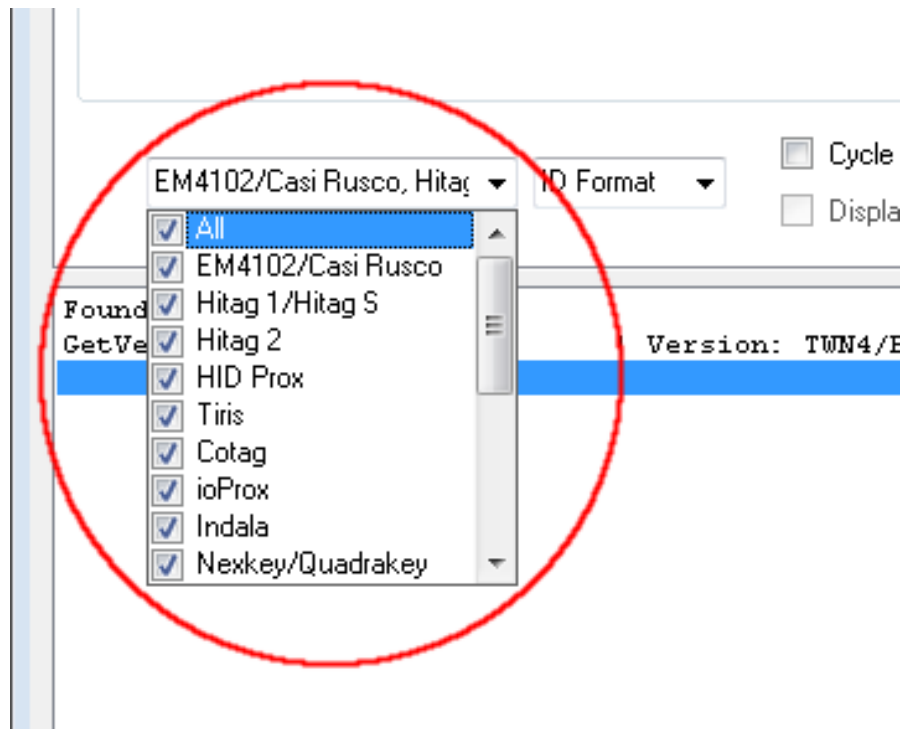 Cycle
EM4102/Casi Rusco, Hitag
ID Format
Displa
All
EM4102/Casi Rusco
Hitag 1/Hitag S
Hitag 2
HID Prox
Tiris
Cotag
ioProx
Indala
Nexkey/Quadrakey
Found
GetVe
Version: TWN4/